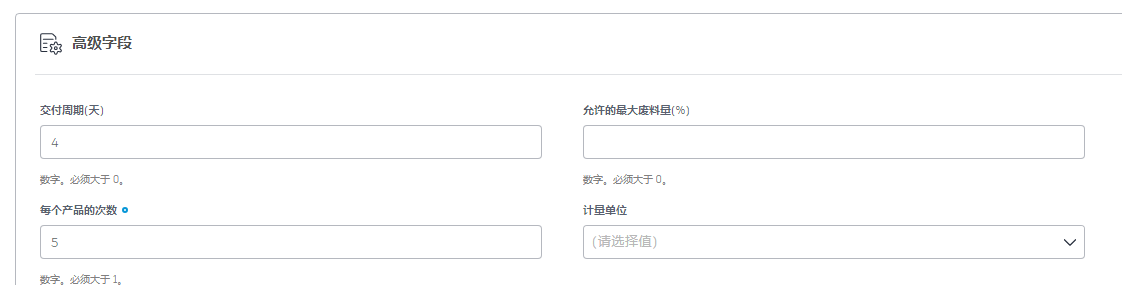 高级字段
交付周期(天)
允许的最大废料量(%)
4
数字。必须大于 0。
数字。必须大于 0。
每个产品的次数
计量单位
5
(请选择值)
数字。必须大于 1。